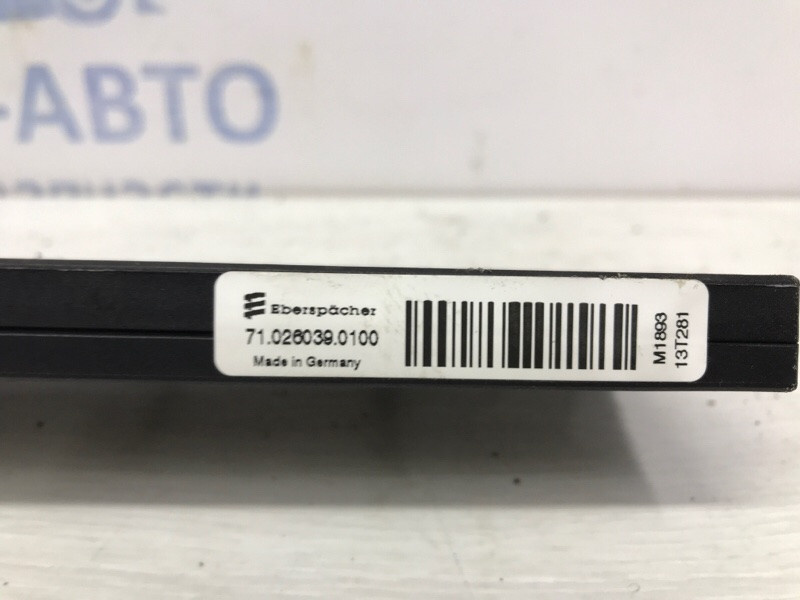 -АВТО
Eberspächer
71.026039.0100
Made in Germany
M1893
13T281